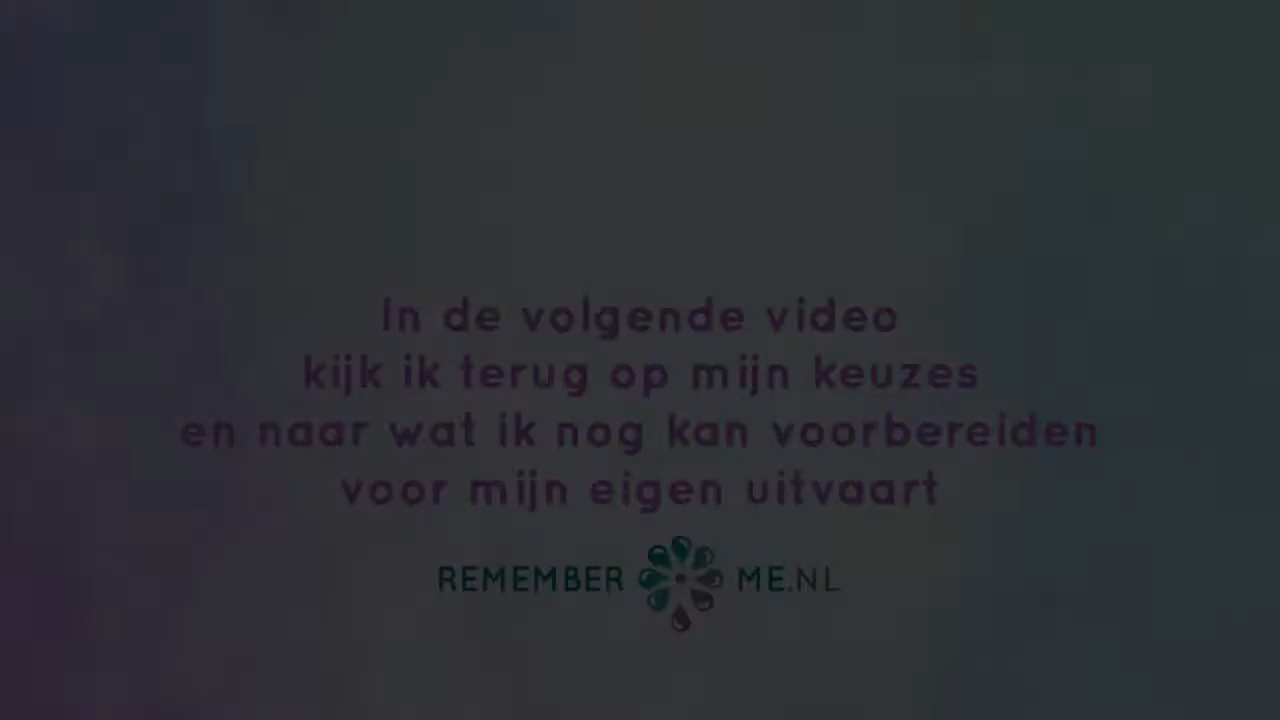 In de volgende video
kijk ik terug op mijn keuzes
en naar wat ik nog kan voorbereiden
voor mijn eigen uitvaart
REMEMBER ME.NL